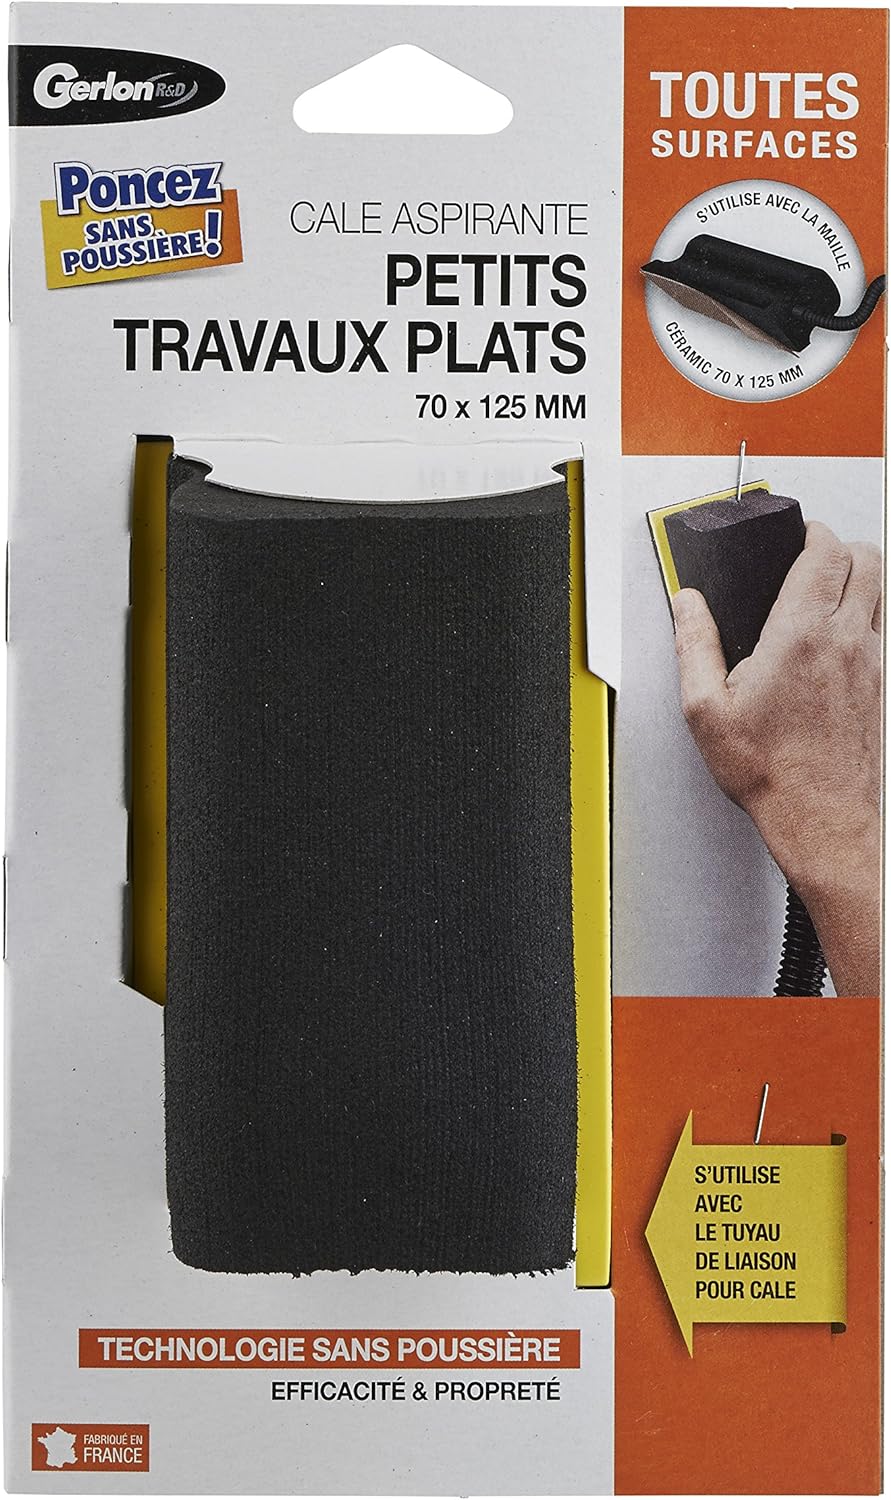 Gerlon R&D
Poncez
SANS
POUSSIÈRE!
CALE ASPIRANTE
PETITS
TRAVAUX PLATS
70 x 125 MM
TOUTES
SURFACES
S'UTILISE AVEC LA MAILLE
CÉRAMIC 70 X 125 MM
S'UTILISE
AVEC
LE TUYAU
DE LIAISON
POUR CALE
TECHNOLOGIE SANS POUSSIÈRE
EFFICACITÉ & PROPRETÉ
FABRIQUÉ EN
FRANCE